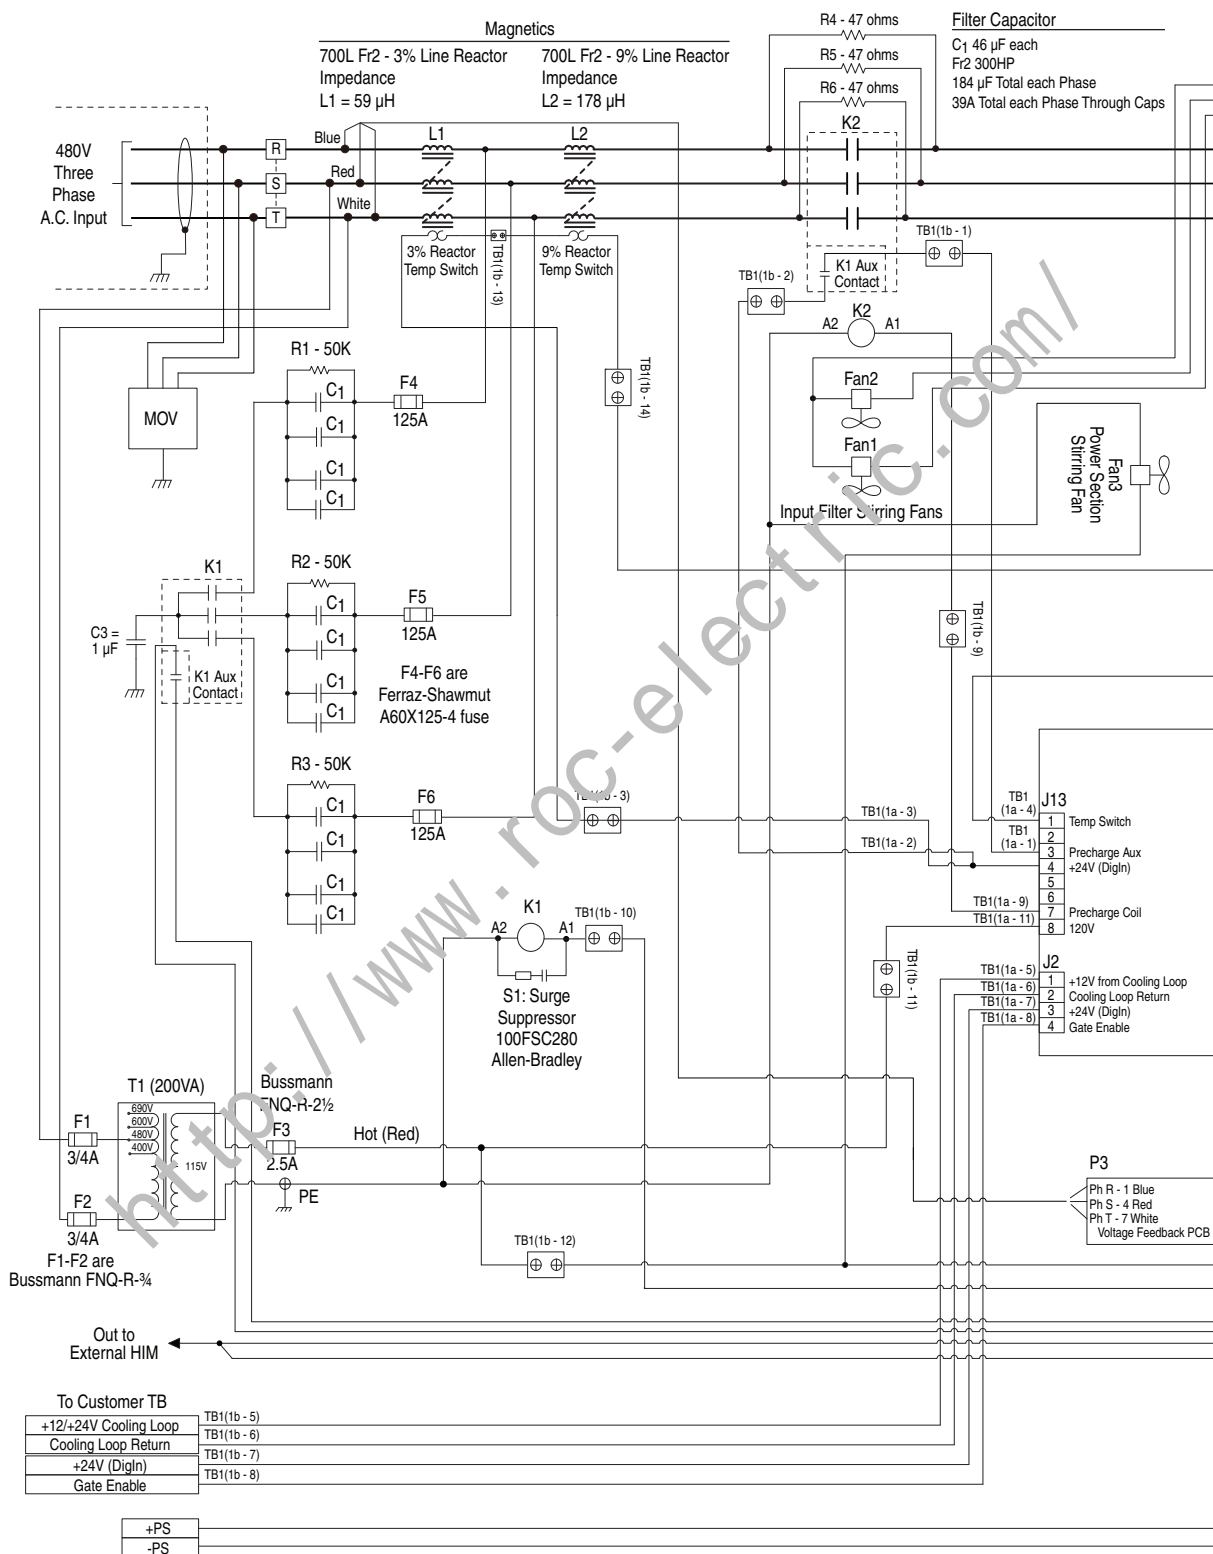 Magnetics
700L Fr2 - 3% Line Reactor
Impedance
L1 = 59 µH
700L Fr2 - 9% Line Reactor
Impedance
L2 = 178 µH
R4 - 47 ohms
R5 - 47 ohms
R6 - 47 ohms
Filter Capacitor
C1 46 µF each
Fr2 300HP
184 µF Total each Phase
39A Total each Phase Through Caps
480V
Three
Phase
A.C. Input
R
S
T
Blue
Red
White
L1
L2
K2
3% Reactor
Temp Switch
TB1(1b - 13)
9% Reactor
Temp Switch
TB1(1b - 1)
TB1(1b - 2)
K1 Aux
Contact
K2
A2
A1
MOV
R1 - 50K
C1
C1
C1
C1
F4
125A
TB1(1b - 14)
Fan2
Fan1
Input Filter Stirring Fans
Fan3
Power Section
Stirring Fan
K1
C3 =
1 µF
K1 Aux
Contact
R2 - 50K
C1
C1
C1
C1
F5
125A
F4-F6 are
Ferraz-Shawmut
A60X125-4 fuse
TB1(1b - 9)
R3 - 50K
C1
C1
C1
C1
F6
125A
TB1(1b - 3)
TB1(1a - 3)
TB1(1a - 2)
TB1
(1a - 4)
TB1
(1a - 1)
J13
1 Temp Switch
2
3 Precharge Aux
4 +24V (DigIn)
5
6
TB1(1a - 9) 7 Precharge Coil
TB1(1a - 11) 8 120V
K1
A2
A1
TB1(1b - 10)
S1: Surge
Suppressor
100FSC280
Allen-Bradley
TB1(1b - 11)
J2
TB1(1a - 5) 1 +12V from Cooling Loop
TB1(1a - 6) 2 Cooling Loop Return
TB1(1a - 7) 3 +24V (DigIn)
TB1(1a - 8) 4 Gate Enable
T1 (200VA)
690V
600V
480V
400V
115V
F1
3/4A
F2
3/4A
F1-F2 are
Bussmann FNQ-R-¾
Bussmann
FNQ-R-2½
F3
2.5A
Hot (Red)
PE
TB1(1b - 12)
P3
Ph R - 1 Blue
Ph S - 4 Red
Ph T - 7 White
Voltage Feedback PCB
Out to
External HIM
To Customer TB
+12/+24V Cooling Loop TB1(1b - 5)
Cooling Loop Return TB1(1b - 6)
+24V (DigIn) TB1(1b - 7)
Gate Enable TB1(1b - 8)
+PS
-PS
http://www.roc-electric.com/